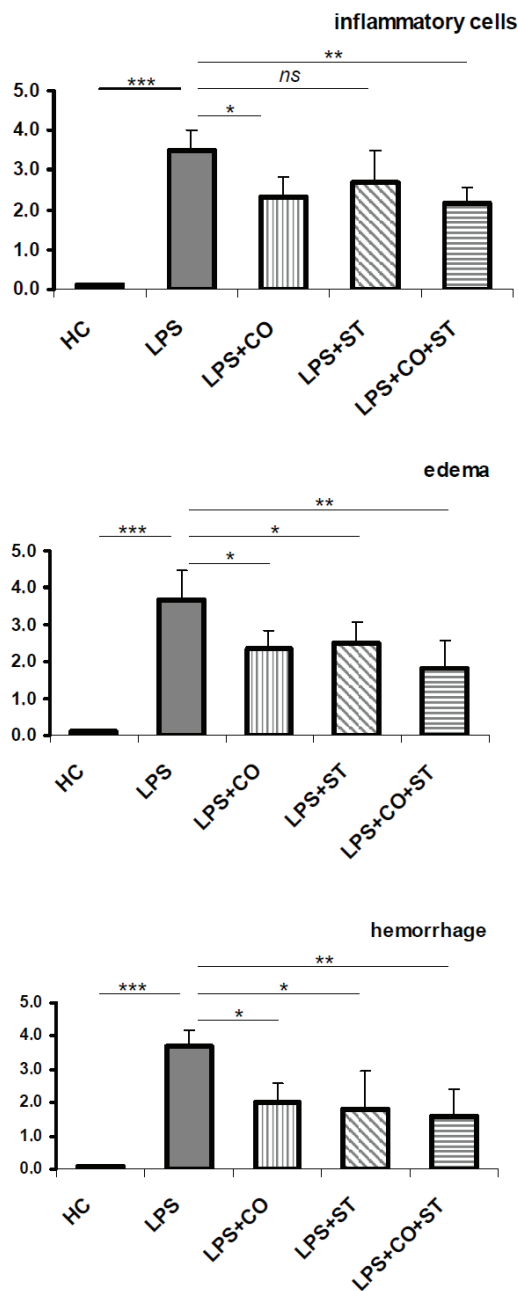 inflammatory cells
**
ns
***
*
5.0
4.0
3.0
2.0
1.0
0.0
HC
LPS
LPS+CO
LPS+ST
LPS+CO+ST
edema
**
***
*
*
5.0
4.0
3.0
2.0
1.0
0.0
HC
LPS
LPS+CO
LPS+ST
LPS+CO+ST
hemorrhage
**
***
*
*
5.0
4.0
3.0
2.0
1.0
0.0
HC
LPS
LPS+CO
LPS+ST
LPS+CO+ST